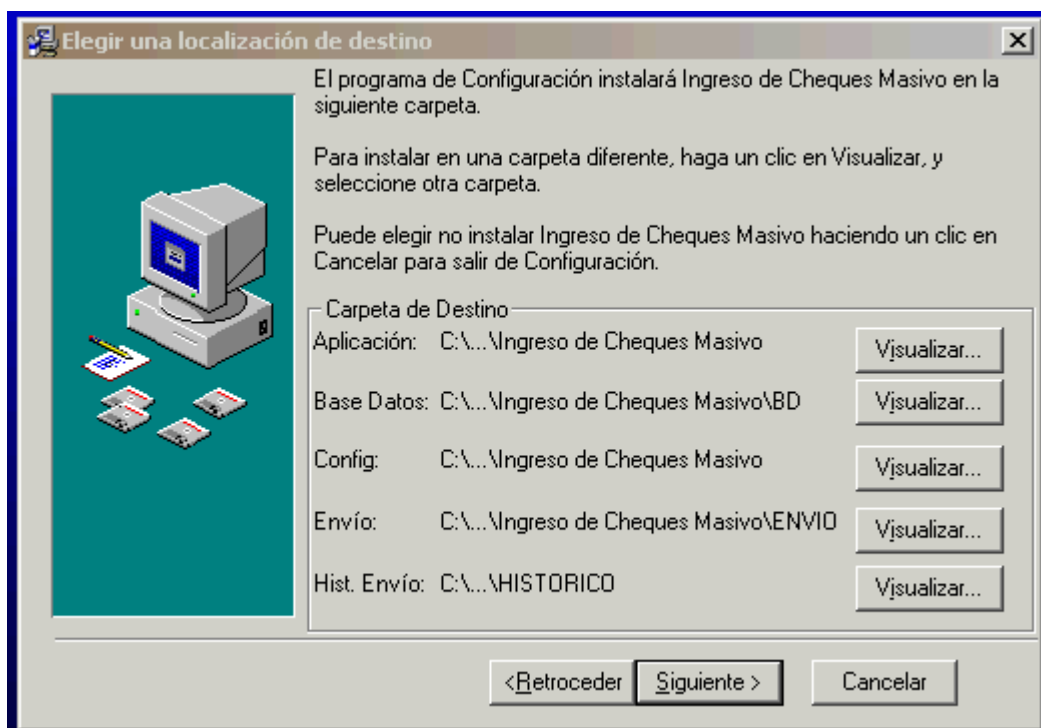 Elegir una localización de destino
El programa de Configuración instalará Ingreso de Cheques Masivo en la
siguiente carpeta.
Para instalar en una carpeta diferente, haga un clic en Visualizar, y
seleccione otra carpeta.
Puede elegir no instalar Ingreso de Cheques Masivo haciendo un clic en
Cancelar para salir de Configuración.
Carpeta de Destino
Aplicación: C:\...\Ingreso de Cheques Masivo Visualizar...
Base Datos: C:\...\Ingreso de Cheques Masivo\BD Visualizar...
Config: C:\...\Ingreso de Cheques Masivo Visualizar...
Envío: C:\...\Ingreso de Cheques Masivo\ENVIO Visualizar...
Hist. Envío: C:\...\HISTORICO Visualizar...
<Retroceder Siguiente > Cancelar